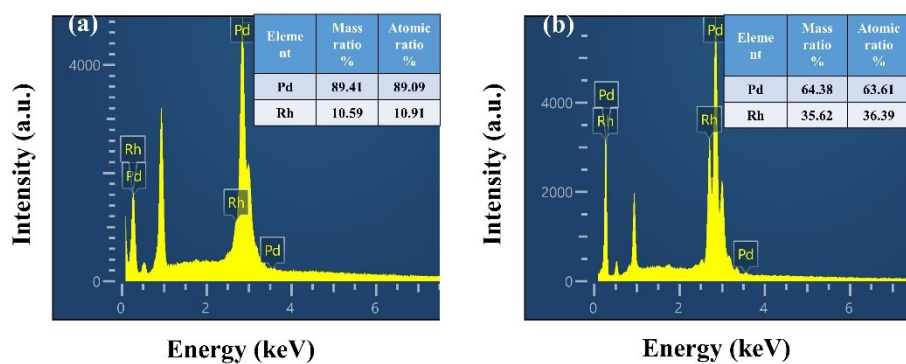 (a)
Intensity (a.u.)
4000
0
Rh
Pd
Pd
Rh
Pd
Eleme nt Mass ratio % Atomic ratio %
Pd 89.41 89.09
Rh 10.59 10.91
0 2 4 6
Energy (keV)
(b)
Intensity (a.u.)
4000
2000
0
Pd
Rh
Pd
Rh
Pd
Eleme nt Mass ratio % Atomic ratio %
Pd 64.38 63.61
Rh 35.62 36.39
0 2 4 6
Energy (keV)